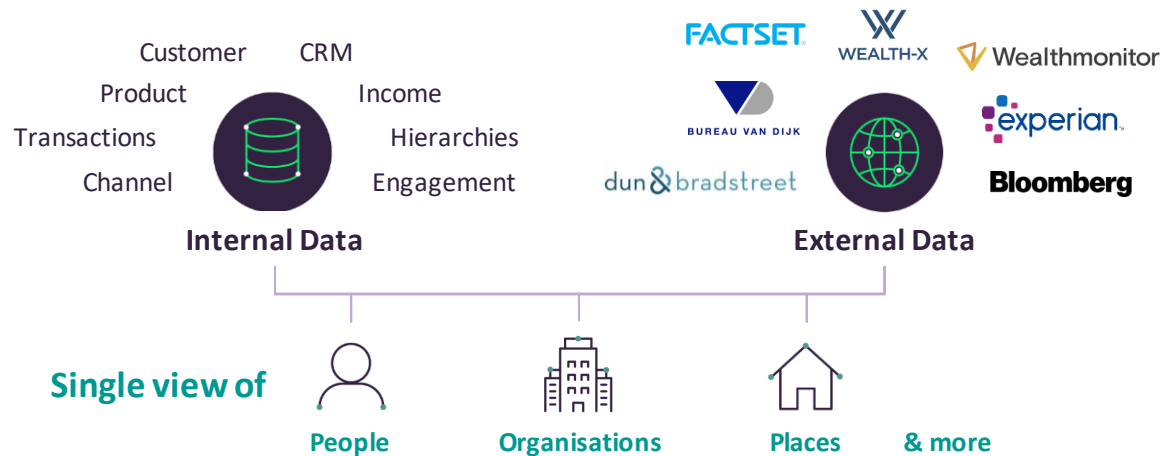 Customer
CRM
Product
Income
Transactions
Hierarchies
Channel
Engagement
Internal Data
FACTSET
WEALTH-X
Wealthmonitor
BUREAU VAN DIJK
experian™
dun & bradstreet
Bloomberg
External Data
Single view of
People
Organisations
Places
& more